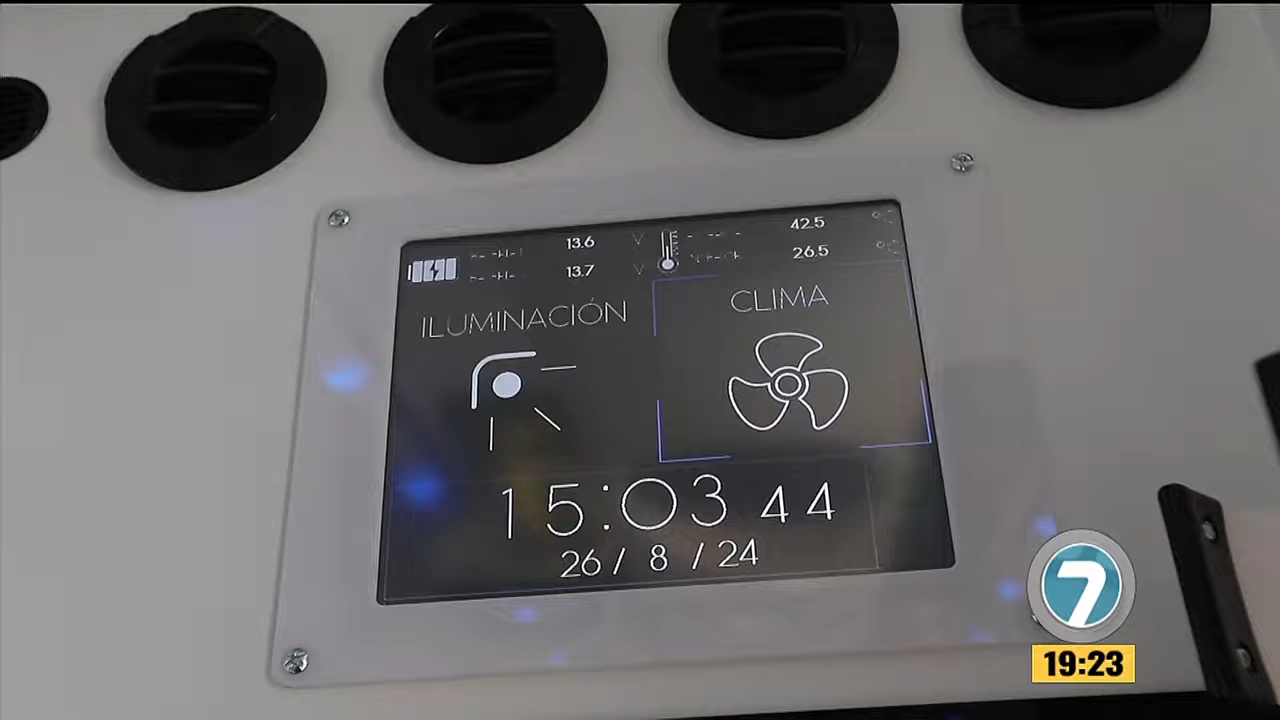 13.6 V
13.7 V
42.5 °C
26.5 °C
ILUMINACIÓN
CLIMA
15:03 44
26 / 8 / 24
7
19:23